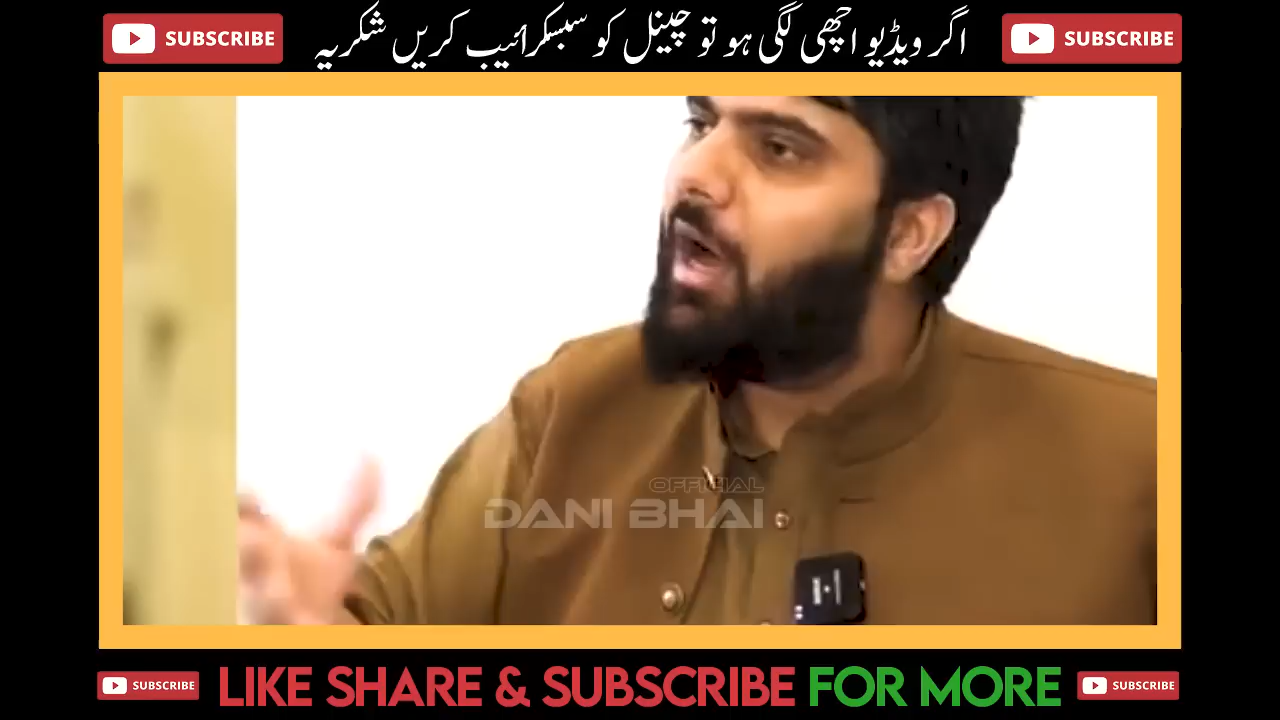 SUBSCRIBE
اگر ویڈیو اچھی لگی ہو تو چینل کو سبسکرائیب کریں شکریہ
SUBSCRIBE
OFFICIAL
DANI BHAI
SUBSCRIBE
LIKE SHARE & SUBSCRIBE FOR MORE
SUBSCRIBE